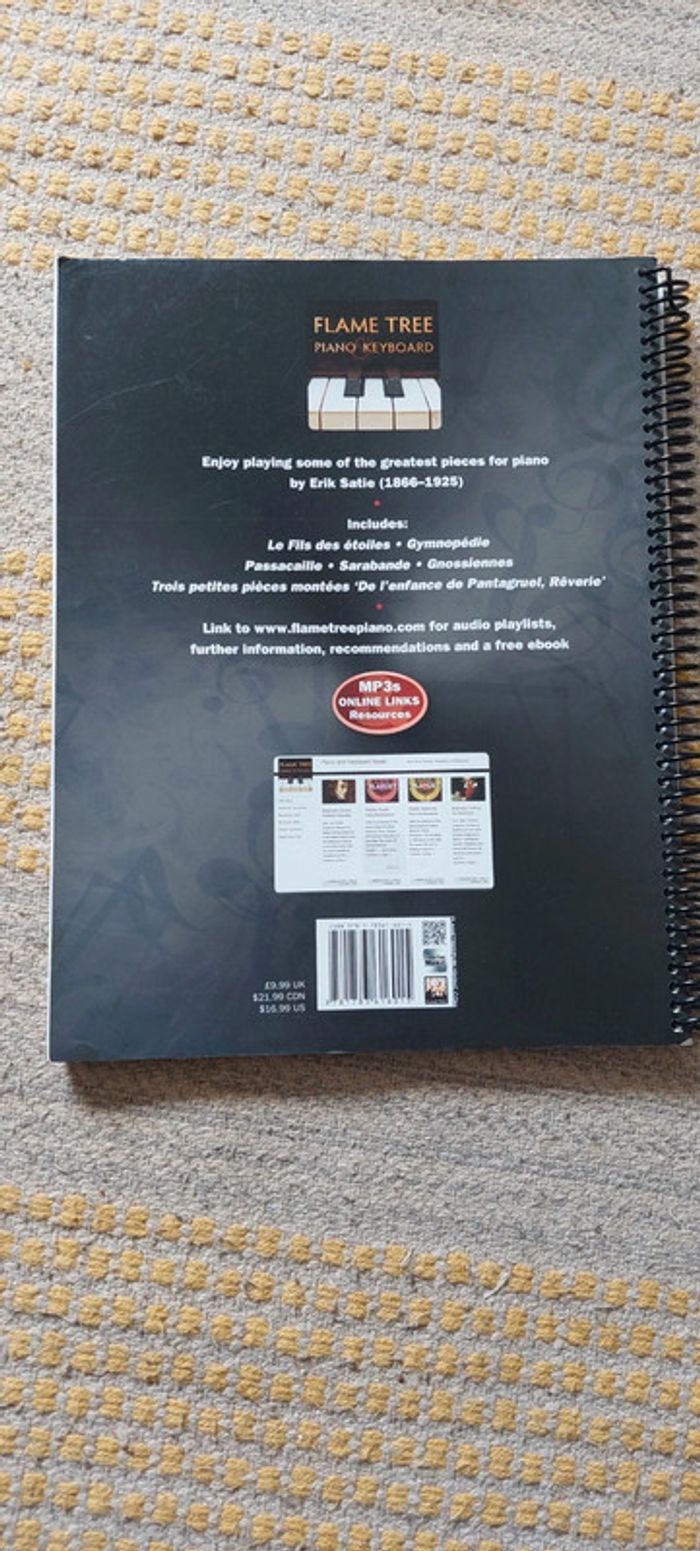 FLAME TREE
PIANO & KEYBOARD
Enjoy playing some of the greatest pieces for piano
by Erik Satie (1866–1925)
Includes:
Le Fils des étoiles • Gymnopédie
Passacaille • Sarabande • Gnossiennes
Trois petites pièces montées ‘De l’enfance de Pantagruel, Rêverie’
Link to www.flametreepiano.com for audio playlists,
further information, recommendations and a free ebook
MP3s
ONLINE LINKS
Resources
FLAME TREE
£9.99 UK
$21.99 CDN
$16.99 US